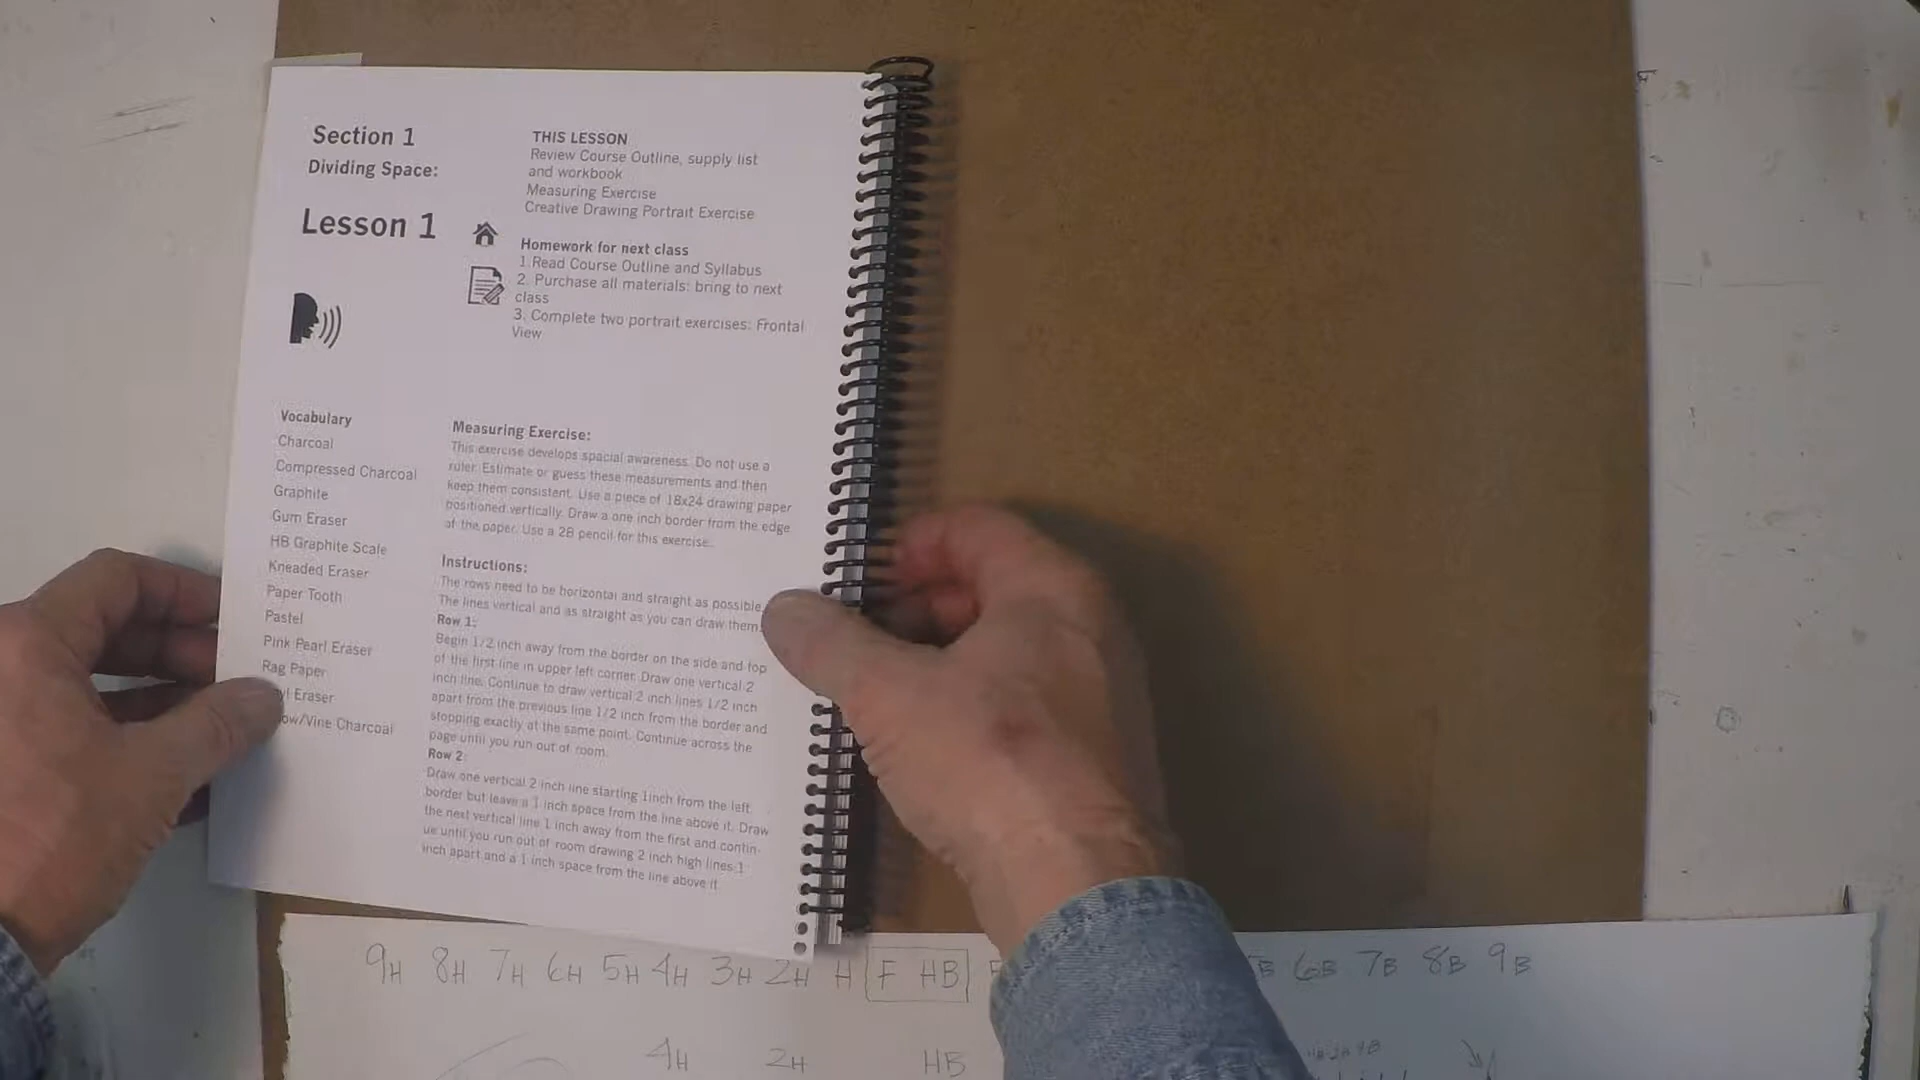 Section 1
Dividing Space:
Lesson 1
THIS LESSON
Review Course Outline, supply list
and workbook
Measuring Exercise
Creative Drawing Portrait Exercise
Homework for next class
1.Read Course Outline and Syllabus
2. Purchase all materials: bring to next
class
3. Complete two portrait exercises: Frontal
View
Vocabulary
Charcoal
Compressed Charcoal
Graphite
Gum Eraser
HB Graphite Scale
Kneaded Eraser
Paper Tooth
Pastel
Pink Pearl Eraser
Rag Paper
yl Eraser
ow/Vine Charcoal
Measuring Exercise:
This exercise develops spacial awareness. Do not use a
ruler. Estimate or guess these measurements and then
keep them consistent. Use a piece of 18x24 drawing paper
positioned vertically. Draw a one inch border from the edge
of the paper. Use a 2B pencil for this exercise.
Instructions:
The rows need to be horizontal and straight as possible.
The lines vertical and as straight as you can draw them.
Row 1:
Begin 1/2 inch away from the border on the side and top
of the first line in upper left corner. Draw one vertical 2
inch line. Continue to draw vertical 2 inch lines 1/2 inch
apart from the previous line 1/2 inch from the border and
stopping exactly at the same point. Continue across the
page until you run out of room.
Row 2:
Draw one vertical 2 inch line starting 1inch from the left
border but leave a 1 inch space from the line above it. Draw
the next vertical line 1 inch away from the first and contin-
ue until you run out of room drawing 2 inch high lines 1
inch apart and a 1 inch space from the line above it
9H 8H 7H 6H 5H 4H 3H 2H H F HB 6B 7B 8B 9B
4H 2H HB